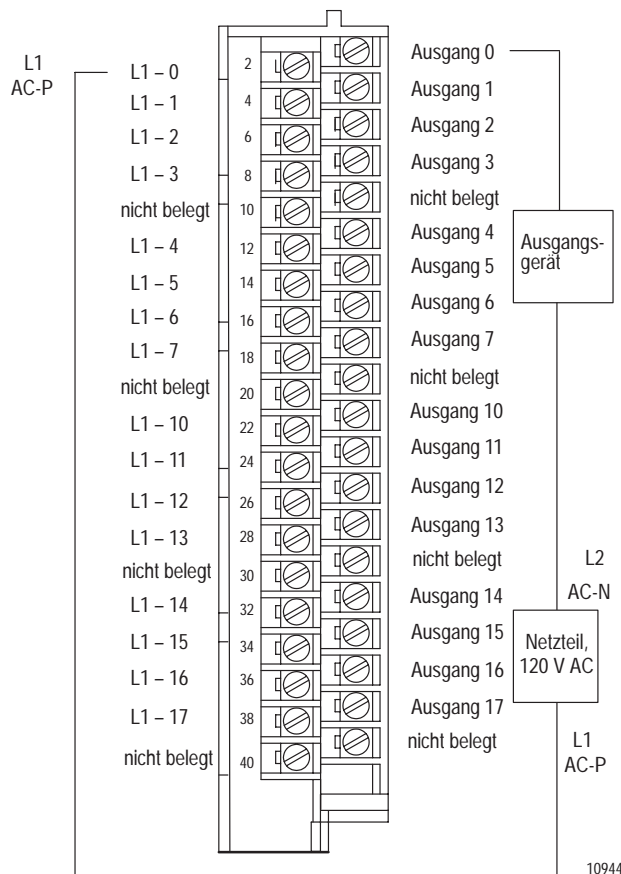 L1
AC-P
L1 – 0
L1 – 1
L1 – 2
L1 – 3
nicht belegt
L1 – 4
L1 – 5
L1 – 6
L1 – 7
nicht belegt
L1 – 10
L1 – 11
L1 – 12
L1 – 13
nicht belegt
L1 – 14
L1 – 15
L1 – 16
L1 – 17
nicht belegt
2
4
6
8
10
12
14
16
18
20
22
24
26
28
30
32
34
36
38
40
Ausgang 0
Ausgang 1
Ausgang 2
Ausgang 3
nicht belegt
Ausgang 4
Ausgang 5
Ausgang 6
Ausgang 7
nicht belegt
Ausgang 10
Ausgang 11
Ausgang 12
Ausgang 13
nicht belegt
Ausgang 14
Ausgang 15
Ausgang 16
Ausgang 17
nicht belegt
Ausgangs-
gerät
L2
AC-N
Netzteil,
120 V AC
L1
AC-P
10944